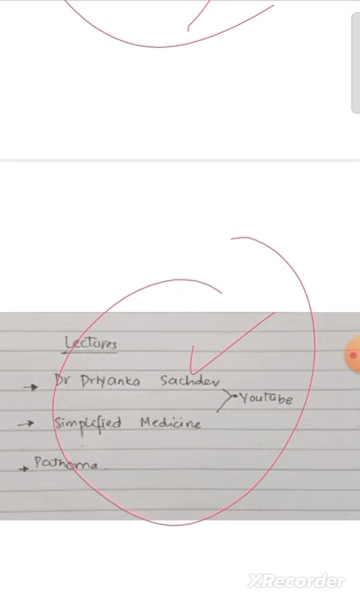 Lectures
→ Dr Priyanka Sachdev
> Youtube
→ Simplified Medicine
→ Pathoma
XRecorder